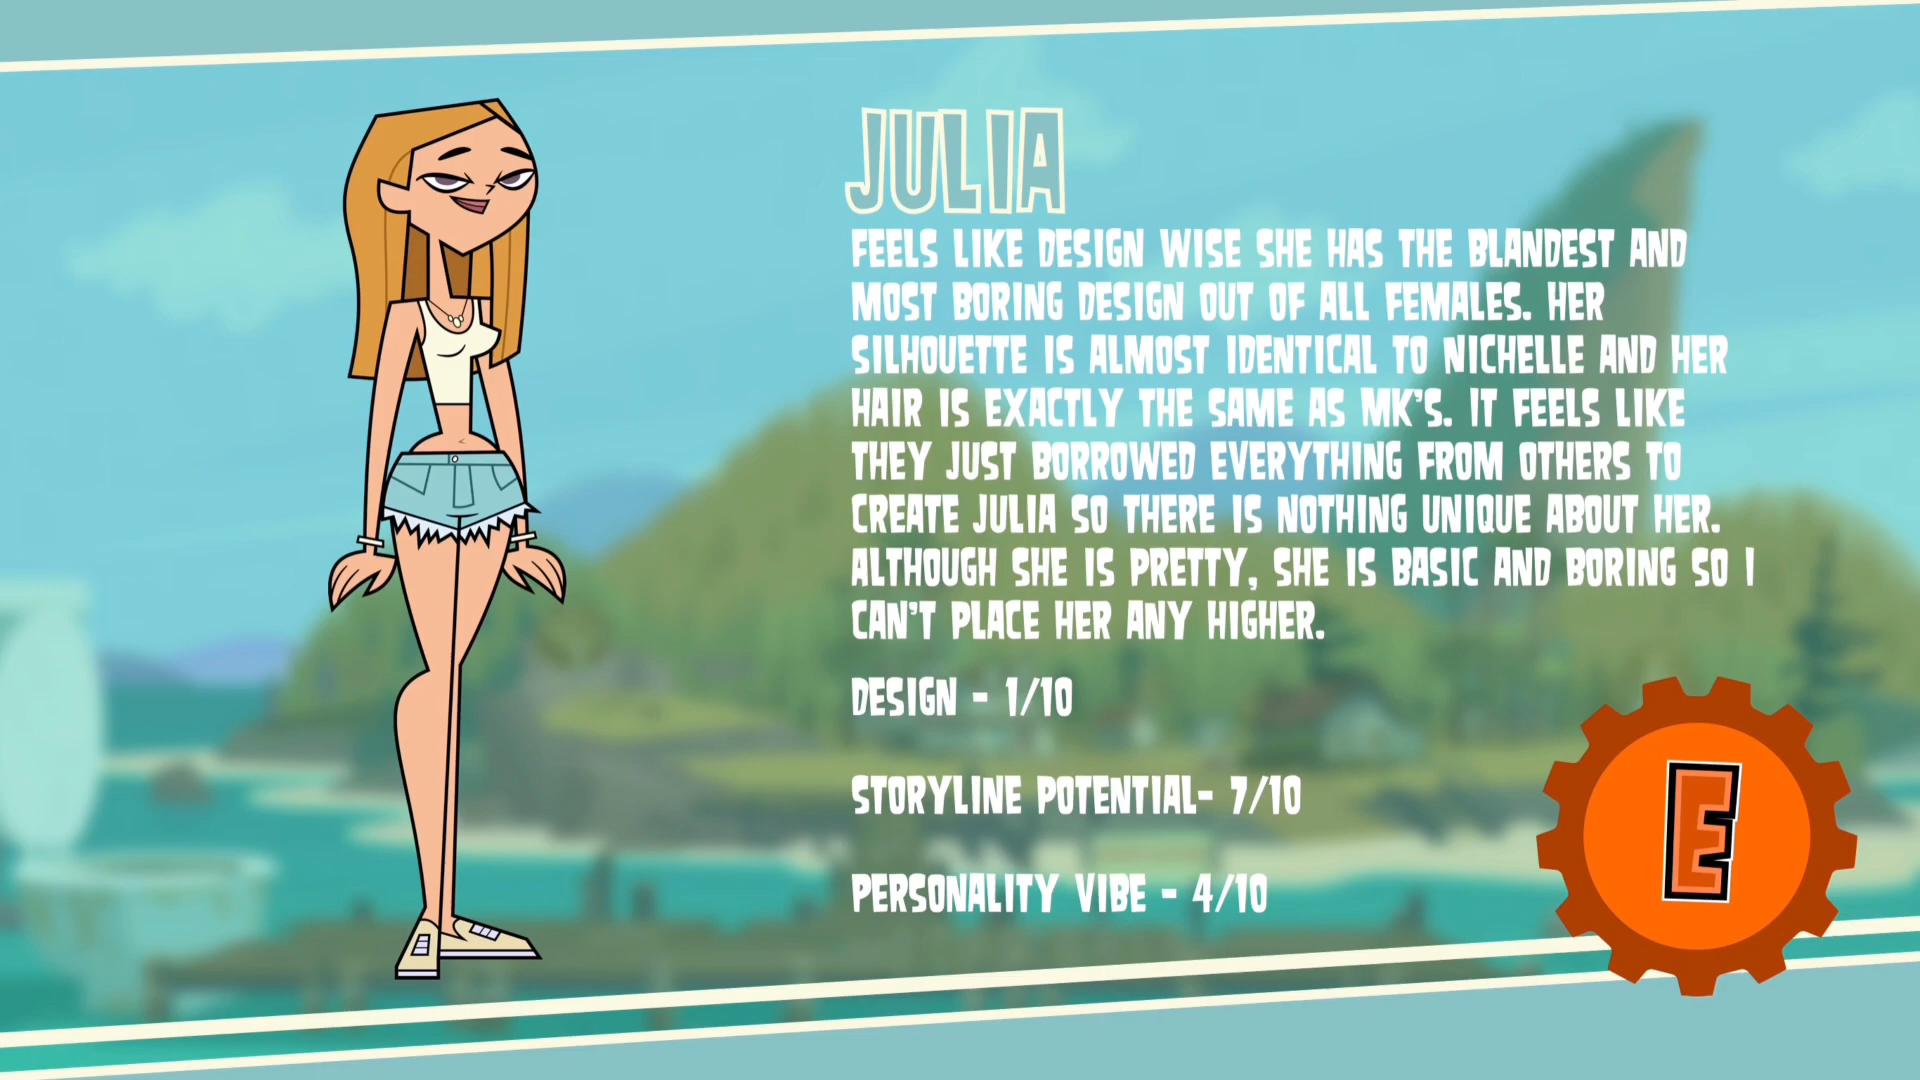 JULIA
FEELS LIKE DESIGN WISE SHE HAS THE BLANDEST AND
MOST BORING DESIGN OUT OF ALL FEMALES. HER
SILHOUETTE IS ALMOST IDENTICAL TO NICHELLE AND HER
HAIR IS EXACTLY THE SAME AS MK'S. IT FEELS LIKE
THEY JUST BORROWED EVERYTHING FROM OTHERS TO
CREATE JULIA SO THERE IS NOTHING UNIQUE ABOUT HER.
ALTHOUGH SHE IS PRETTY, SHE IS BASIC AND BORING SO I
CAN'T PLACE HER ANY HIGHER.
DESIGN - 1/10
STORYLINE POTENTIAL- 7/10
PERSONALITY VIBE - 4/10
E